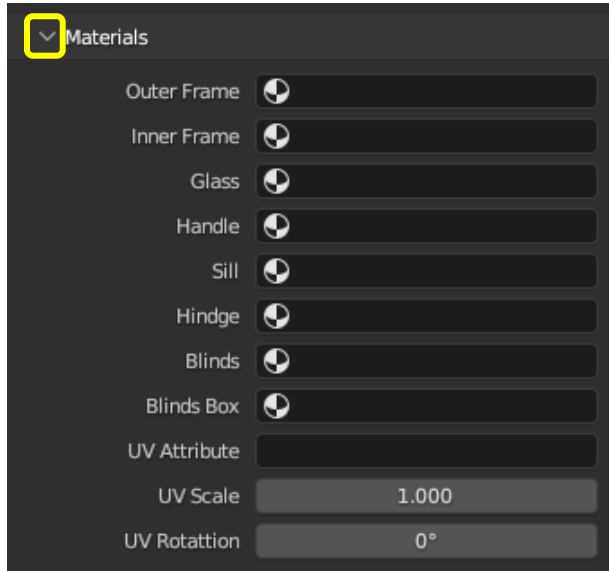 Materials
Outer Frame
Inner Frame
Glass
Handle
Sill
Hindge
Blinds
Blinds Box
UV Attribute
UV Scale 1.000
UV Rotattion 0°